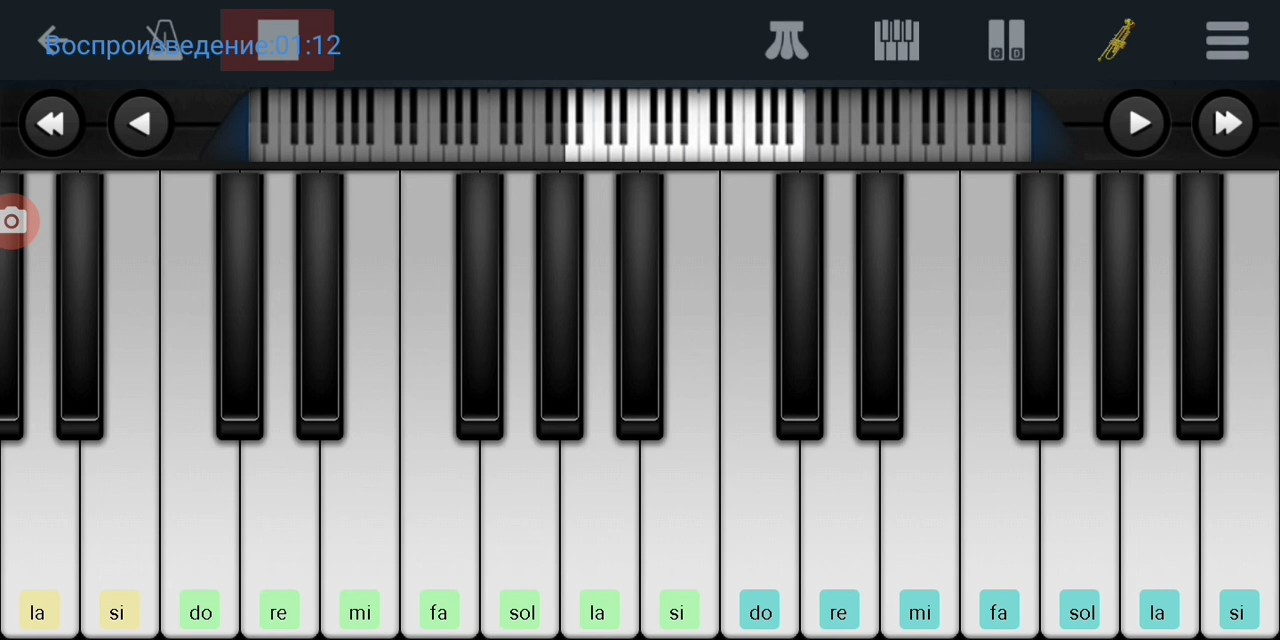 Воспроизведение:01:12
C D
la si do re mi fa sol la si do re mi fa sol la si